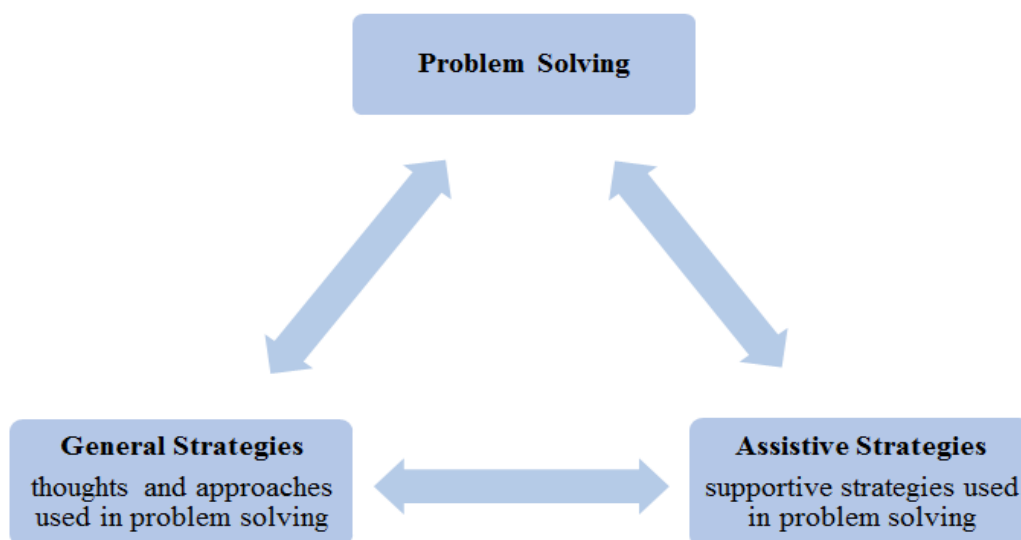 Problem Solving
General Strategies
thoughts and approaches
used in problem solving
Assistive Strategies
supportive strategies used
in problem solving